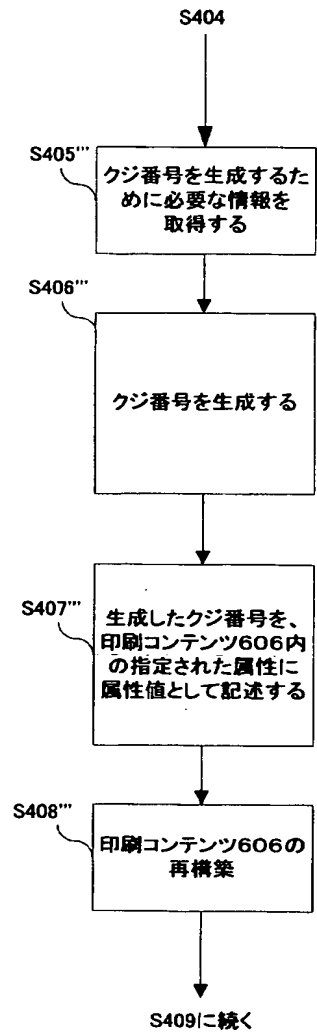 S404
S405'''
クジ番号を生成するた
めに必要な情報を
取得する
S406'''
クジ番号を生成する
S407'''
生成したクジ番号を、
印刷コンテンツ606内
の指定された属性に
属性値として記述する
S408'''
印刷コンテンツ606の
再構築
S409に続く